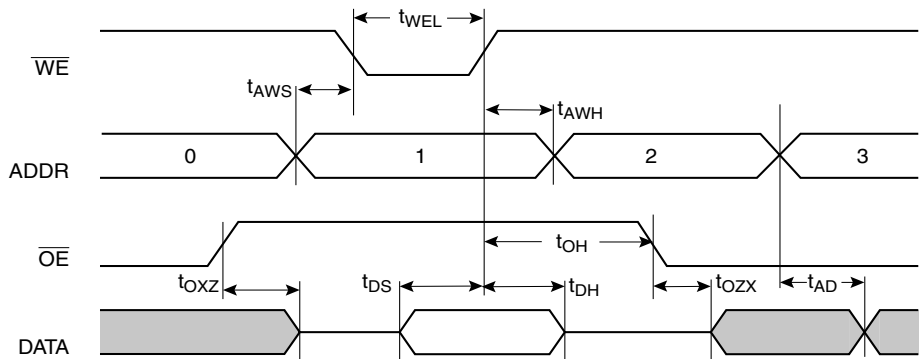 tWEL
WE
tAWS
tAWH
ADDR 0 1 2 3
OE
tOH
tOXZ tDS tDH tOZX tAD
DATA